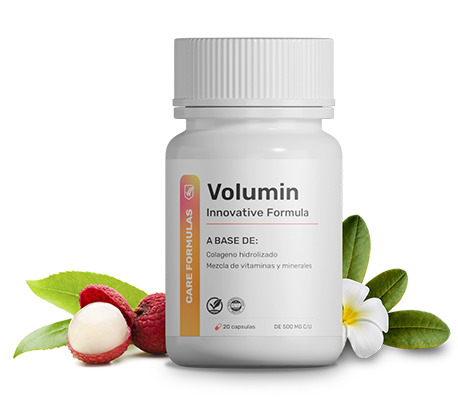 Volumin
Innovative Formula
CARE FORMULAS
A BASE DE:
Colageno hidrolizado
Mezcla de vitaminas y minerales
20 capsulas
DE 500 MG C/U